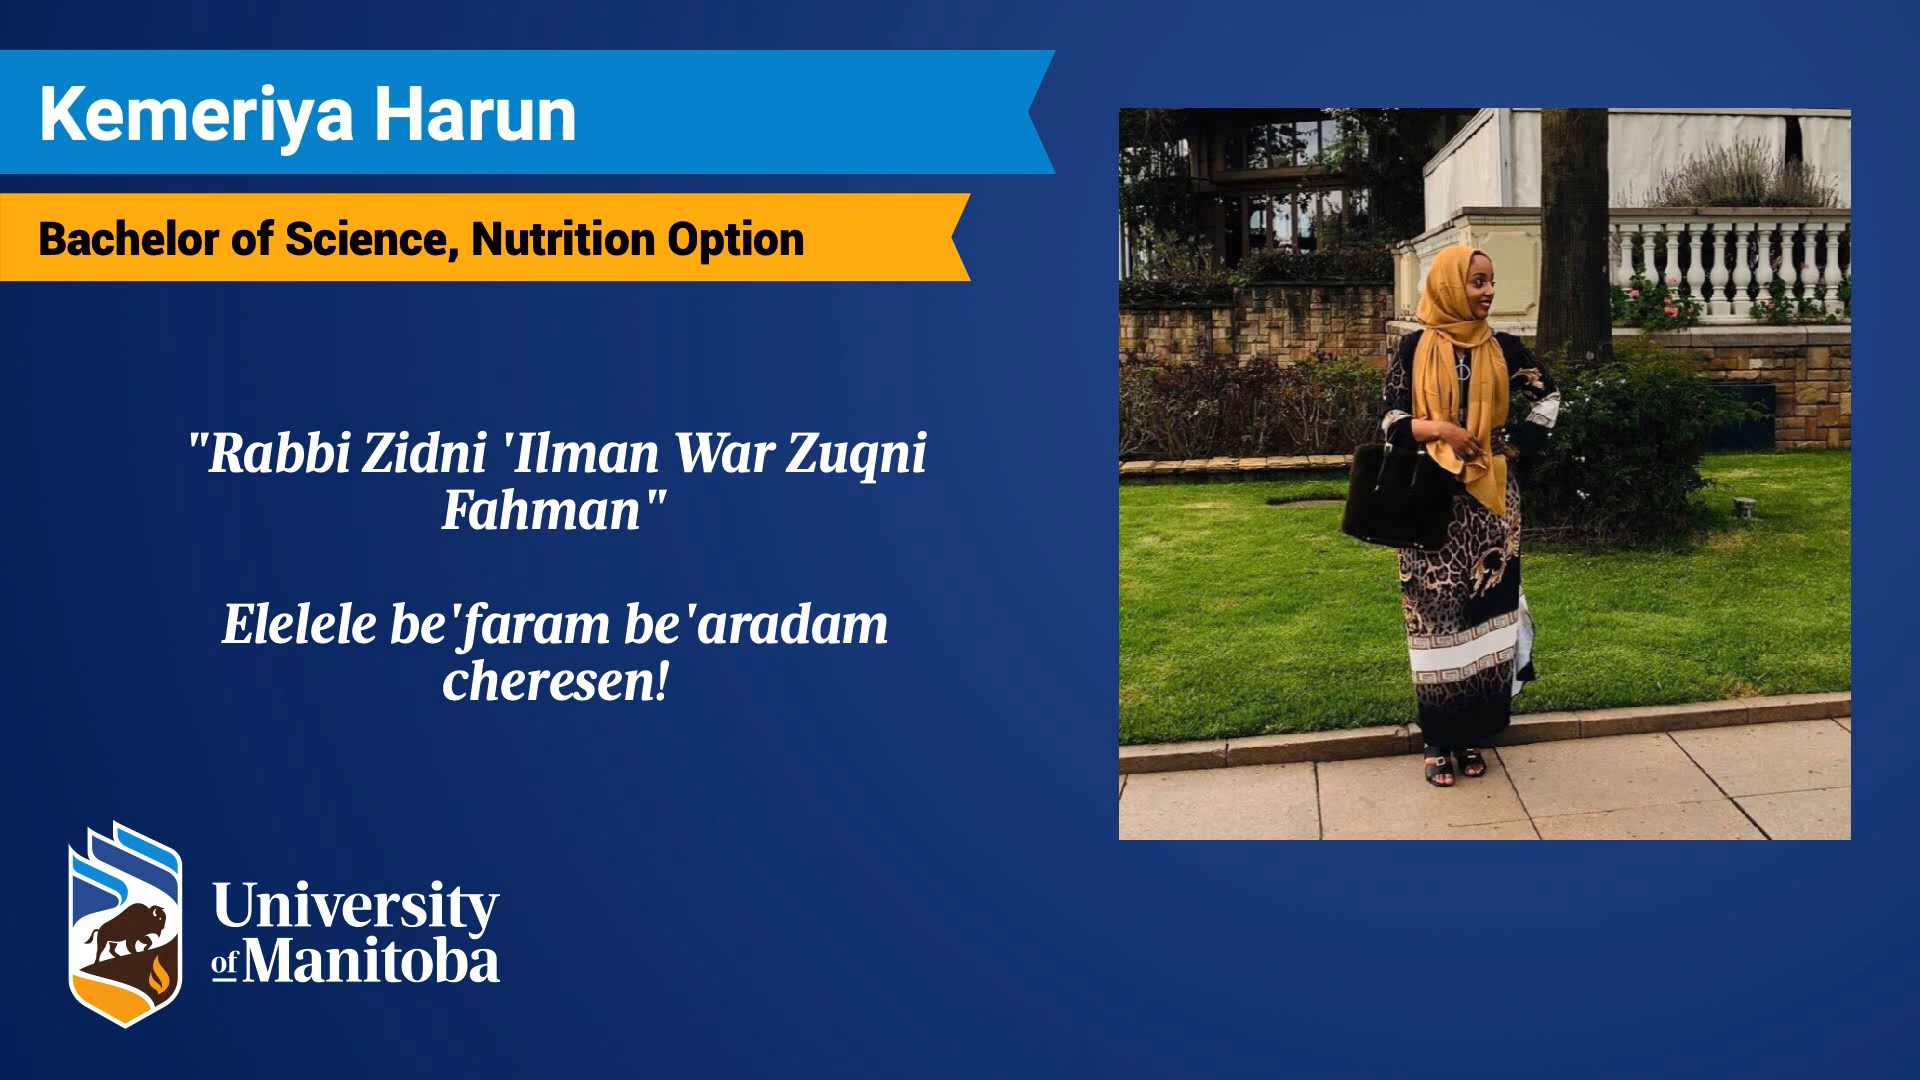 Kemeriya Harun
Bachelor of Science, Nutrition Option
"Rabbi Zidni 'Ilman War Zuqni
Fahman"
Elelele be'faram be'aradam
cheresen!
University
of Manitoba